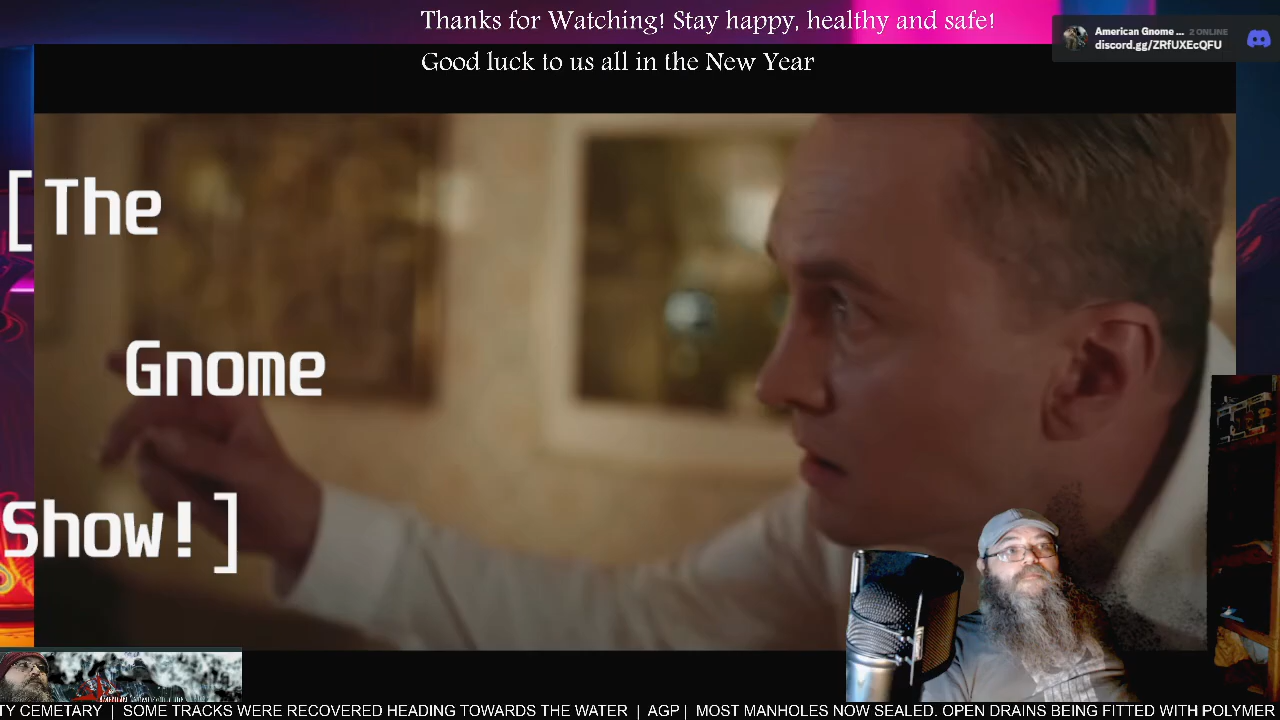 Thanks for Watching! Stay happy, healthy and safe!
Good luck to us all in the New Year
American Gnome ... 2 ONLINE
discord.gg/ZRfUXEcQFU
[The
Gnome
Show!]
TY CEMETARY | SOME TRACKS WERE RECOVERED HEADING TOWARDS THE WATER | AGP | MOST MANHOLES NOW SEALED. OPEN DRAINS BEING FITTED WITH POLYMER